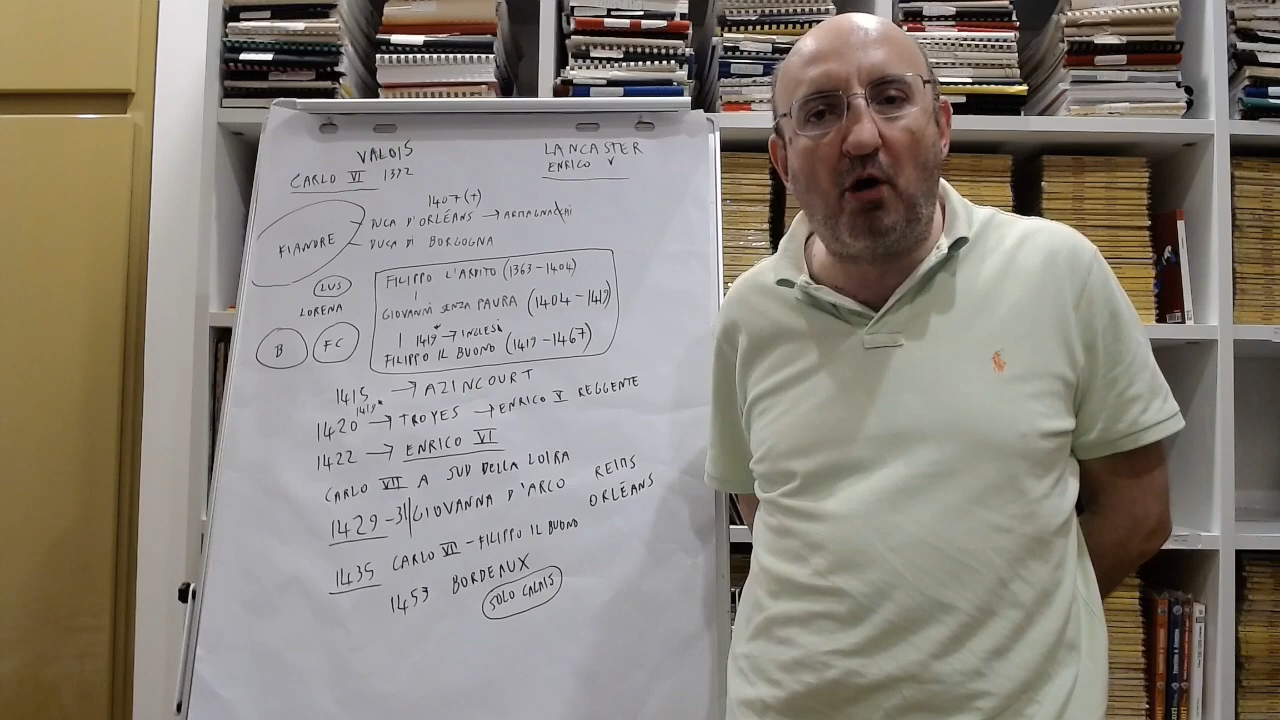 VALOIS
LANCASTER
CARLO VI 1392
ENRICO V
1407 (†)
DUCA D'ORLÉANS → ARMAGNACCHI
FIANDRE
DUCA DI BORGOGNA
FILIPPO L'ARDITO (1363-1404)
LUS
LORENA
GIOVANNI SENZA PAURA (1404-1419)
1419* → INGLESI
FILIPPO IL BUONO (1419-1467)
B
FC
1415 → AZINCOURT
1419*
1420 → TROYES → ENRICO V REGGENTE
1422 → ENRICO VI
CARLO VII A SUD DELLA LOIRA
1429-31 GIOVANNA D'ARCO
REIMS
ORLÉANS
1435 CARLO VII - FILIPPO IL BUONO
1453 BORDEAUX
SOLO CALAIS